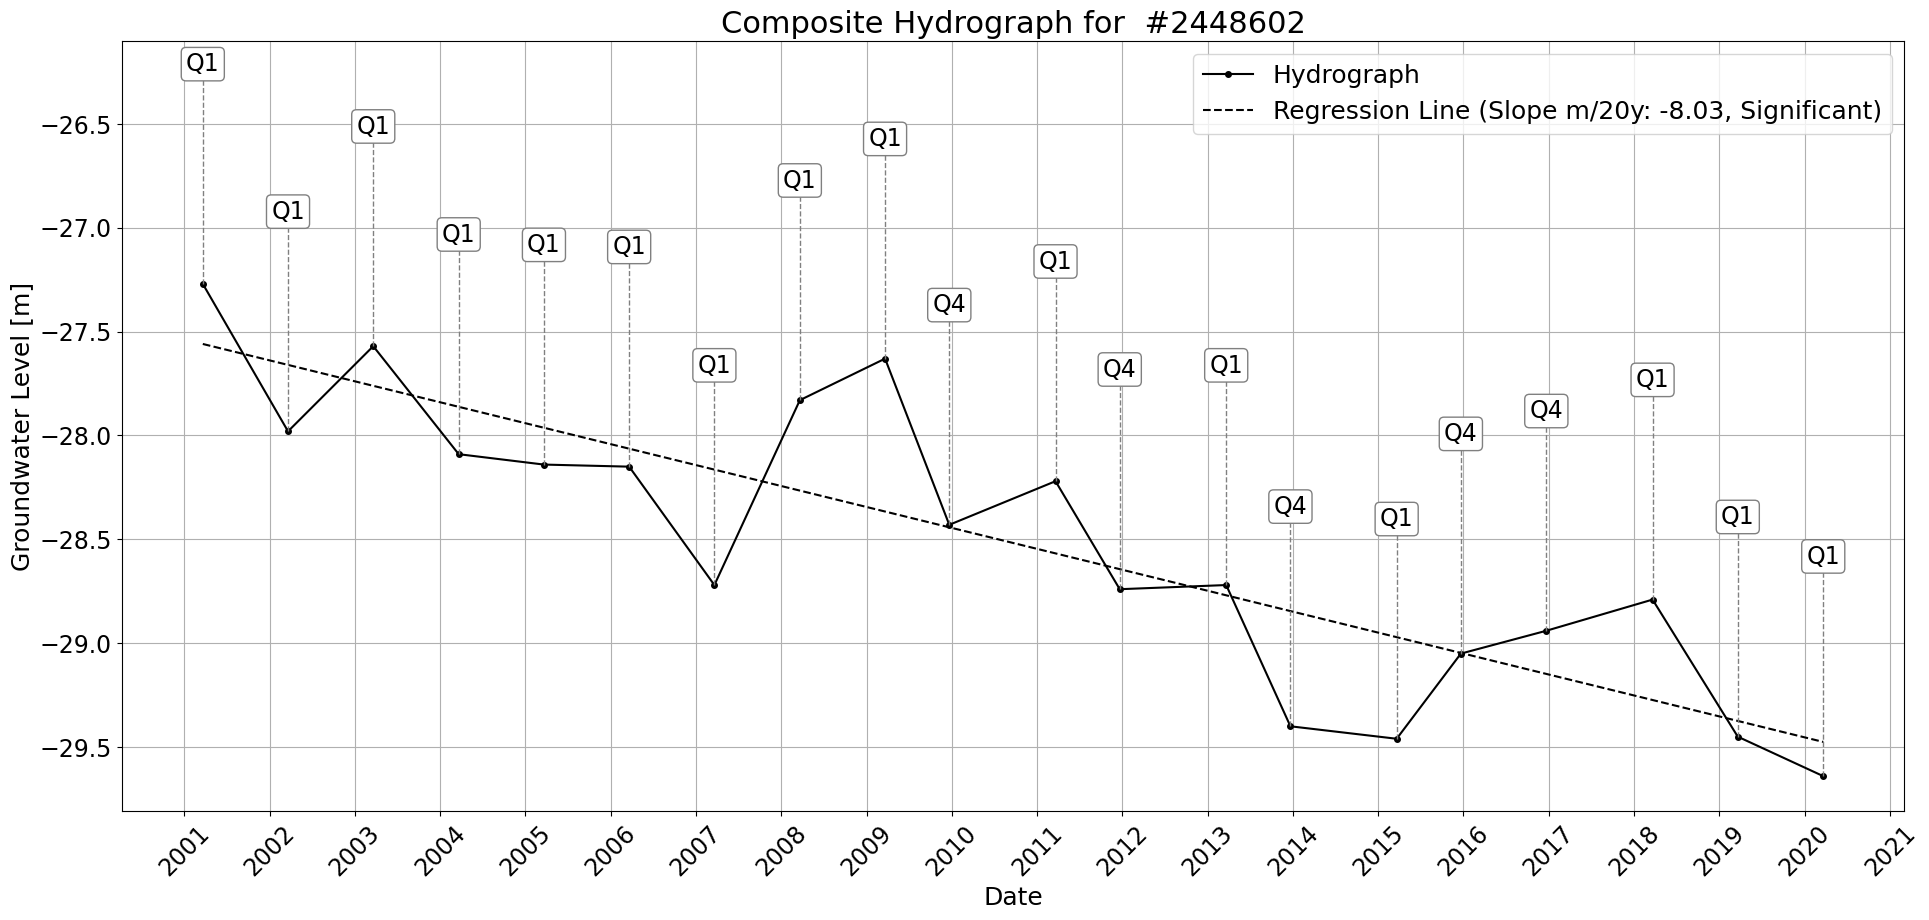 Composite Hydrograph for  #2448602
Hydrograph
Regression Line (Slope m/20y: -8.03, Significant)
Groundwater Level [m]
−26.5
−27.0
−27.5
−28.0
−28.5
−29.0
−29.5
Q1
Q1
Q1
Q1
Q1
Q1
Q1
Q1
Q1
Q4
Q1
Q4
Q1
Q4
Q1
Q4
Q4
Q1
Q1
Q1
2001
2002
2003
2004
2005
2006
2007
2008
2009
2010
2011
2012
2013
2014
2015
2016
2017
2018
2019
2020
2021
Date